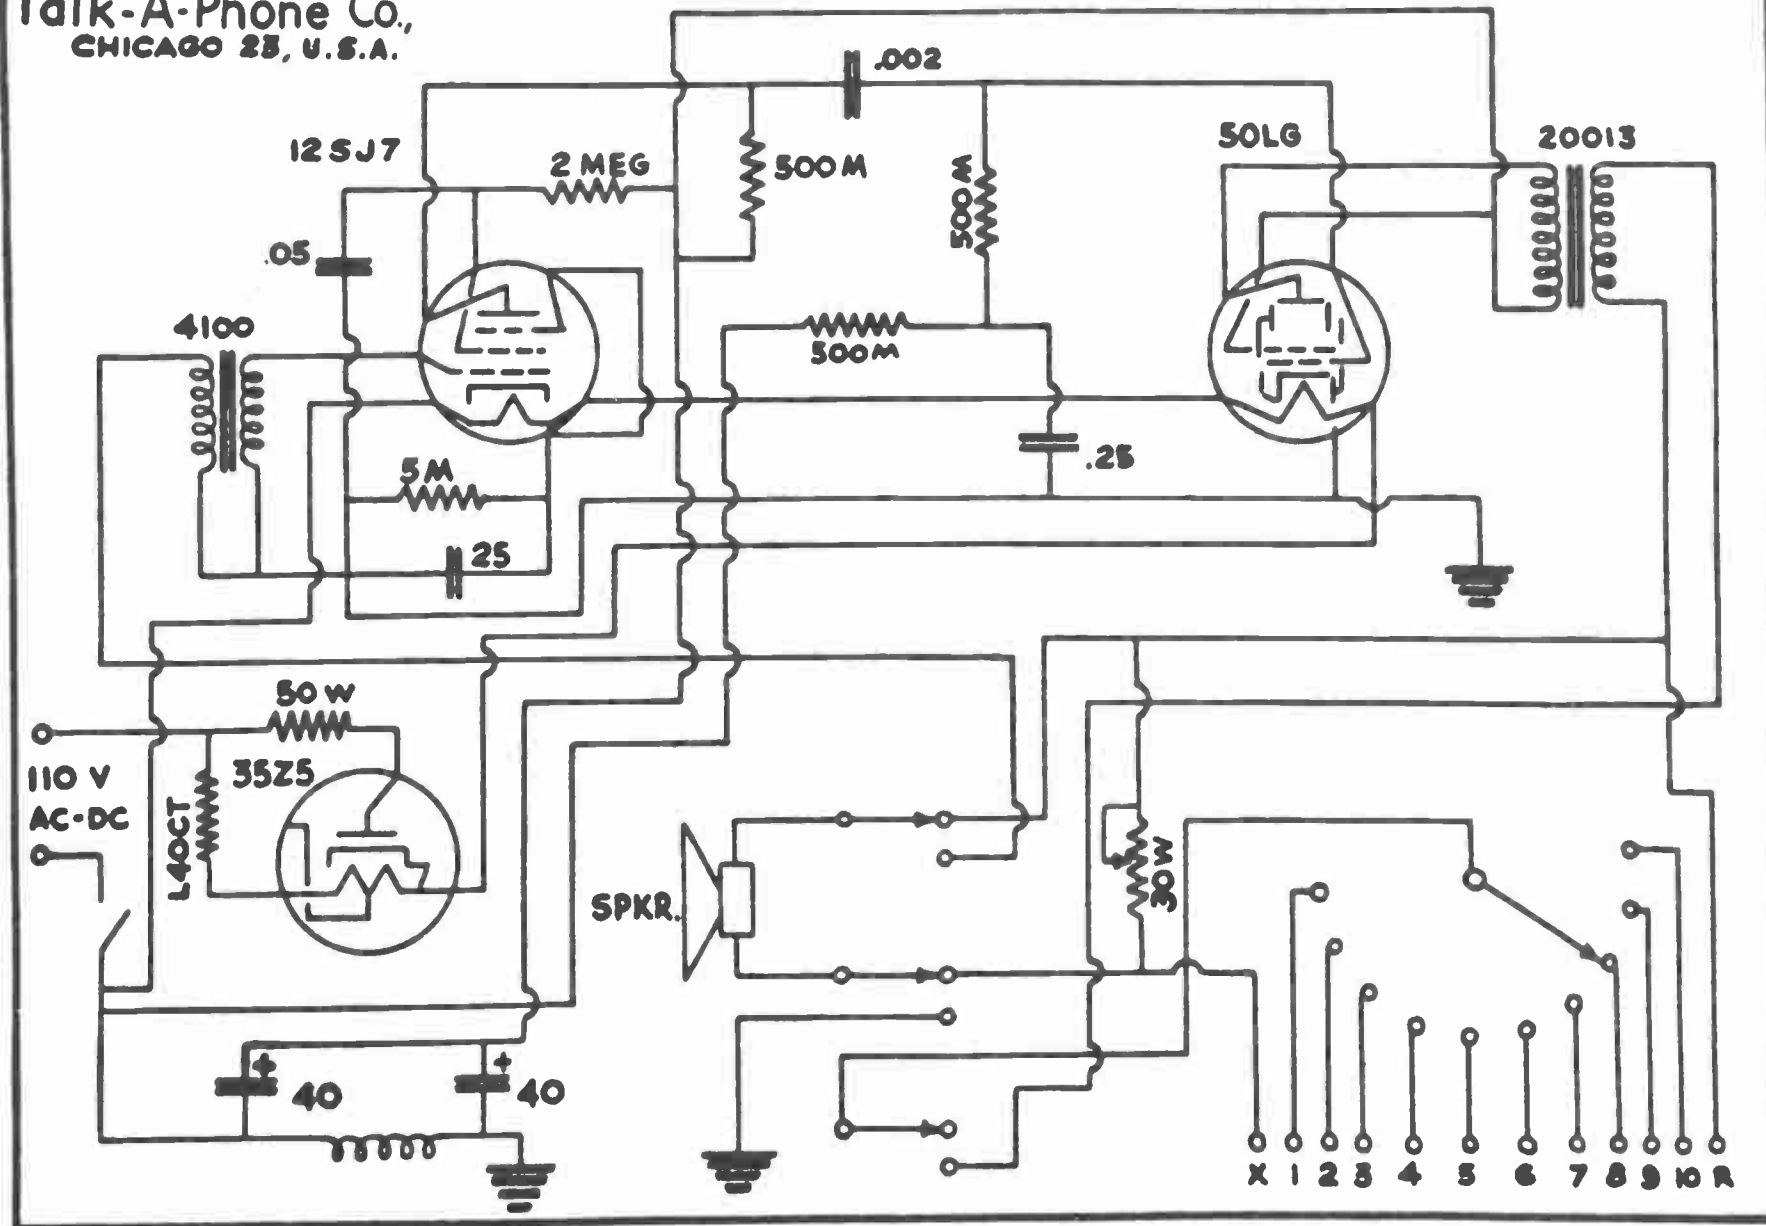 Talk-A-Phone Co.,
CHICAGO 23, U.S.A.
.002
12SJ7
2 MEG
500M
500M
50LG
20013
.05
4100
500M
5M
.25
25
50W
110 V
AC-DC
35Z5
L40CT
SPKR.
30W
+
40
+
40
X 1 2 3 4 5 6 7 8 9 10 R